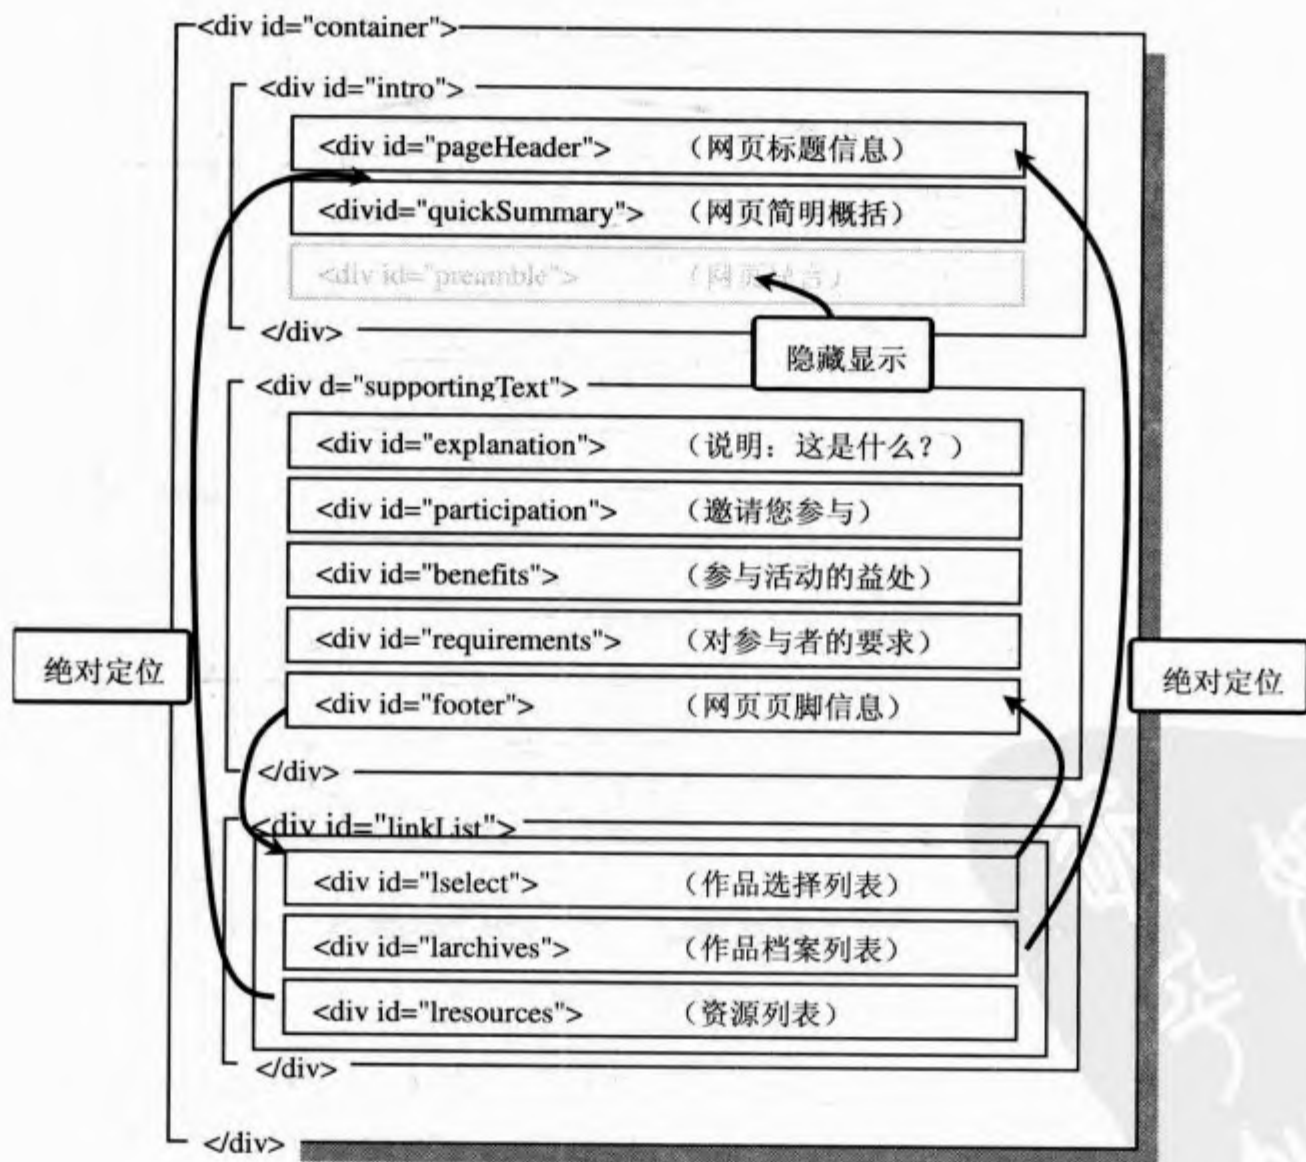 <div id="container">
<div id="intro">
<div id="pageHeader"> （网页标题信息）
<divid="quickSummary"> （网页简明概括）
<div id="preamble"> （网页 言）
</div>
隐藏显示
<div d="supportingText">
<div id="explanation"> （说明：这是什么？）
<div id="participation"> （邀请您参与）
<div id="benefits"> （参与活动的益处）
<div id="requirements"> （对参与者的要求）
绝对定位
绝对定位
<div id="footer"> （网页页脚信息）
</div>
<div id="linkList">
<div id="lselect"> （作品选择列表）
<div id="larchives"> （作品档案列表）
<div id="lresources"> （资源列表）
</div>
</div>